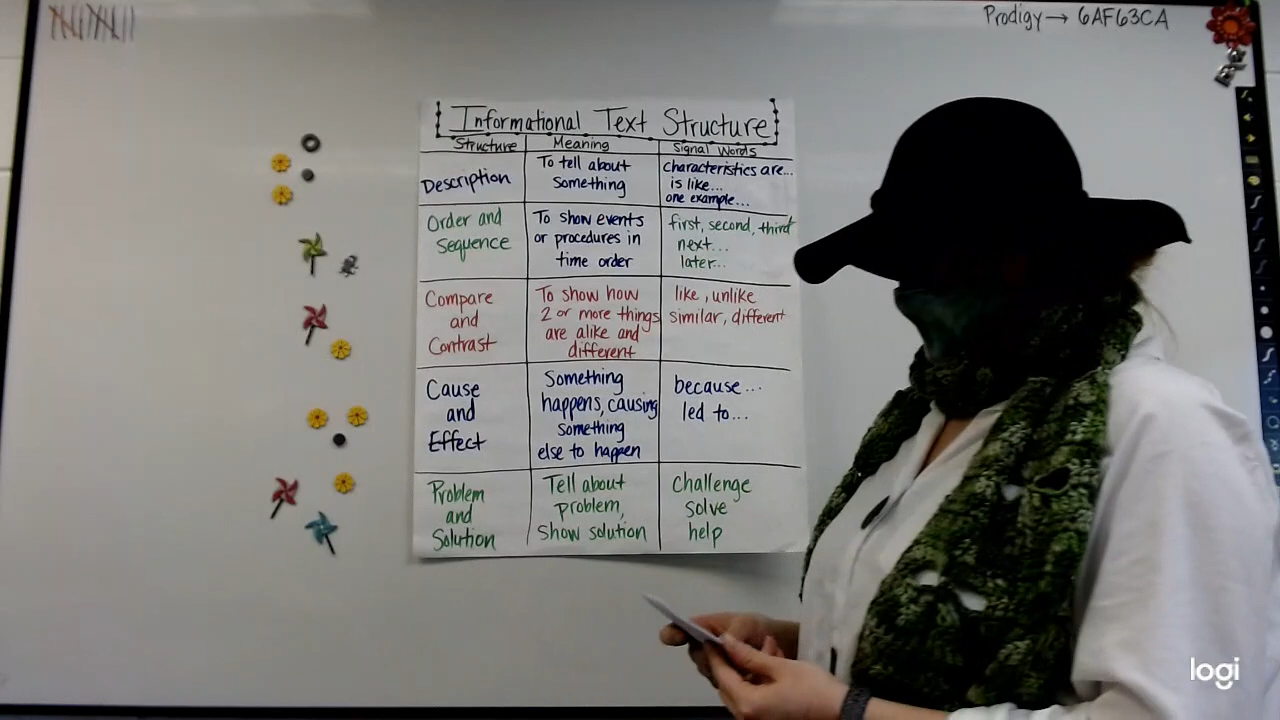 Prodigy → 6AF63CA
Informational Text Structure
Structure Meaning Signal Words
Description
To tell about
something
characteristics are...
is like...
one example...
Order and
Sequence
To show events
or procedures in
time order
first, second, third
next...
later...
Compare
and
Contrast
To show how
2 or more things
are alike and
different
like, unlike
similar, different
Cause
and
Effect
Something
happens, causing
something
else to happen
because...
led to...
Problem
and
Solution
Tell about
problem,
show solution
challenge
solve
help
logi